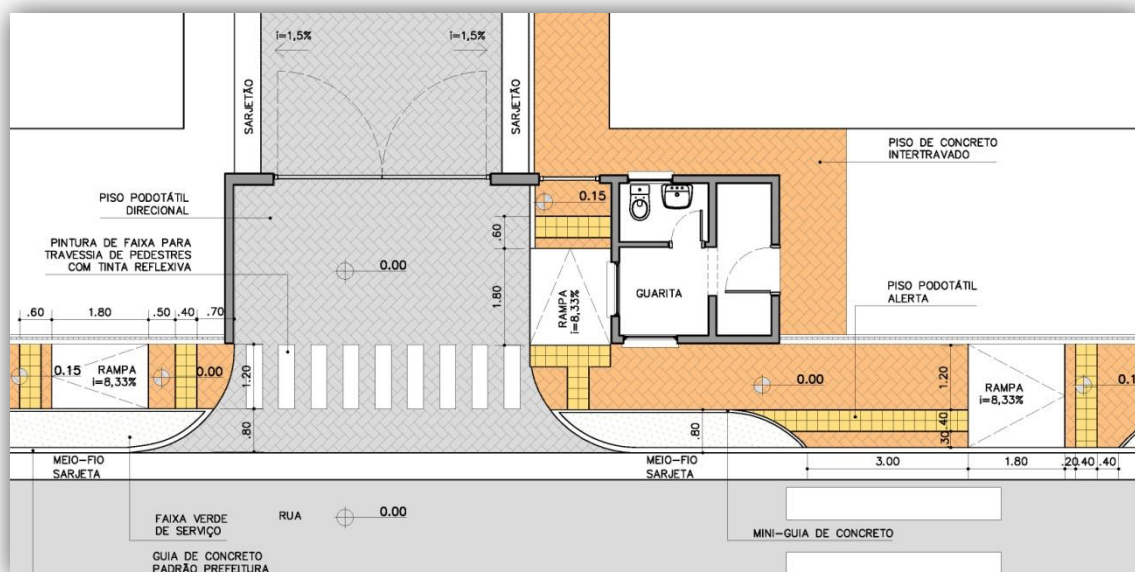 i=1,5%
i=1,5%
SARJETÃO
SARJETÃO
PISO DE CONCRETO
INTERTRAVADO
PISO PODOTÁTIL
DIRECIONAL
0.15
.60
PINTURA DE FAIXA PARA
TRAVESSIA DE PEDESTRES
COM TINTA REFLEXIVA
0.00
1.80
RAMPA
i=8,33%
GUARITA
PISO PODOTÁTIL
ALERTA
.60
1.80
.50
.40
.70
0.15
RAMPA
i=8,33%
0.00
1.20
.80
0.00
1.20
RAMPA
i=8,33%
.80
.40
.30
MEIO-FIO
SARJETA
MEIO-FIO
SARJETA
3.00
1.80
.20
.40
.40
FAIXA VERDE
DE SERVIÇO
RUA
0.00
MINI-GUIA DE CONCRETO
GUIA DE CONCRETO
PADRÃO PREFEITURA